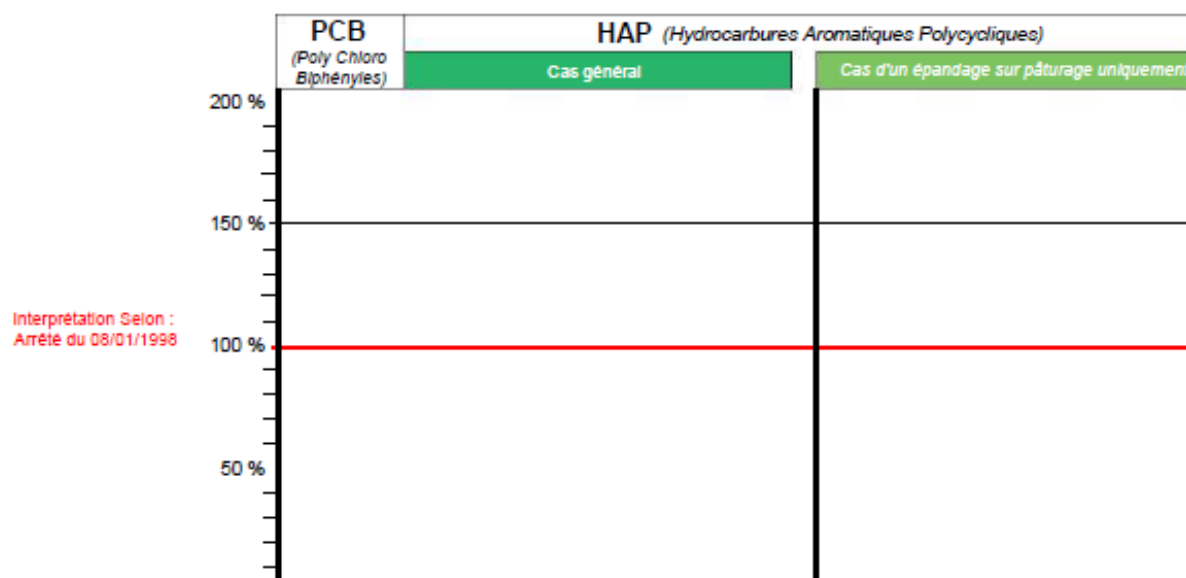 PCB
(Poly Chloro
Biphényles)
HAP (Hydrocarbures Aromatiques Polycycliques)
Cas général
Cas d'un épandage sur pâturage uniquement
200 %
150 %
Interprétation Selon :
Arrêté du 08/01/1998
100 %
50 %